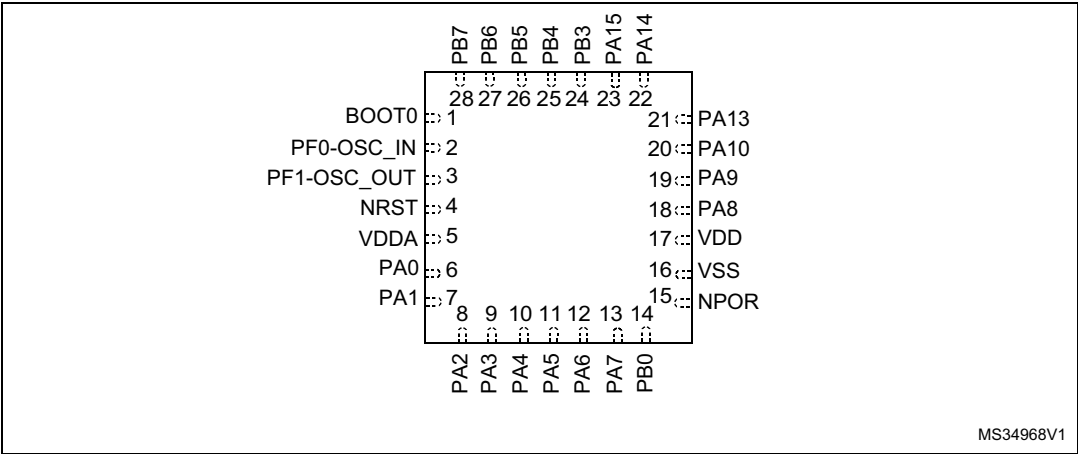 PB7 PB6 PB5 PB4 PB3 PA15 PA14
28 27 26 25 24 23 22
BOOT0 1 21 PA13
PF0-OSC_IN 2 20 PA10
PF1-OSC_OUT 3 19 PA9
NRST 4 18 PA8
VDDA 5 17 VDD
PA0 6 16 VSS
PA1 7 15 NPOR
8 9 10 11 12 13 14
PA2 PA3 PA4 PA5 PA6 PA7 PB0
MS34968V1